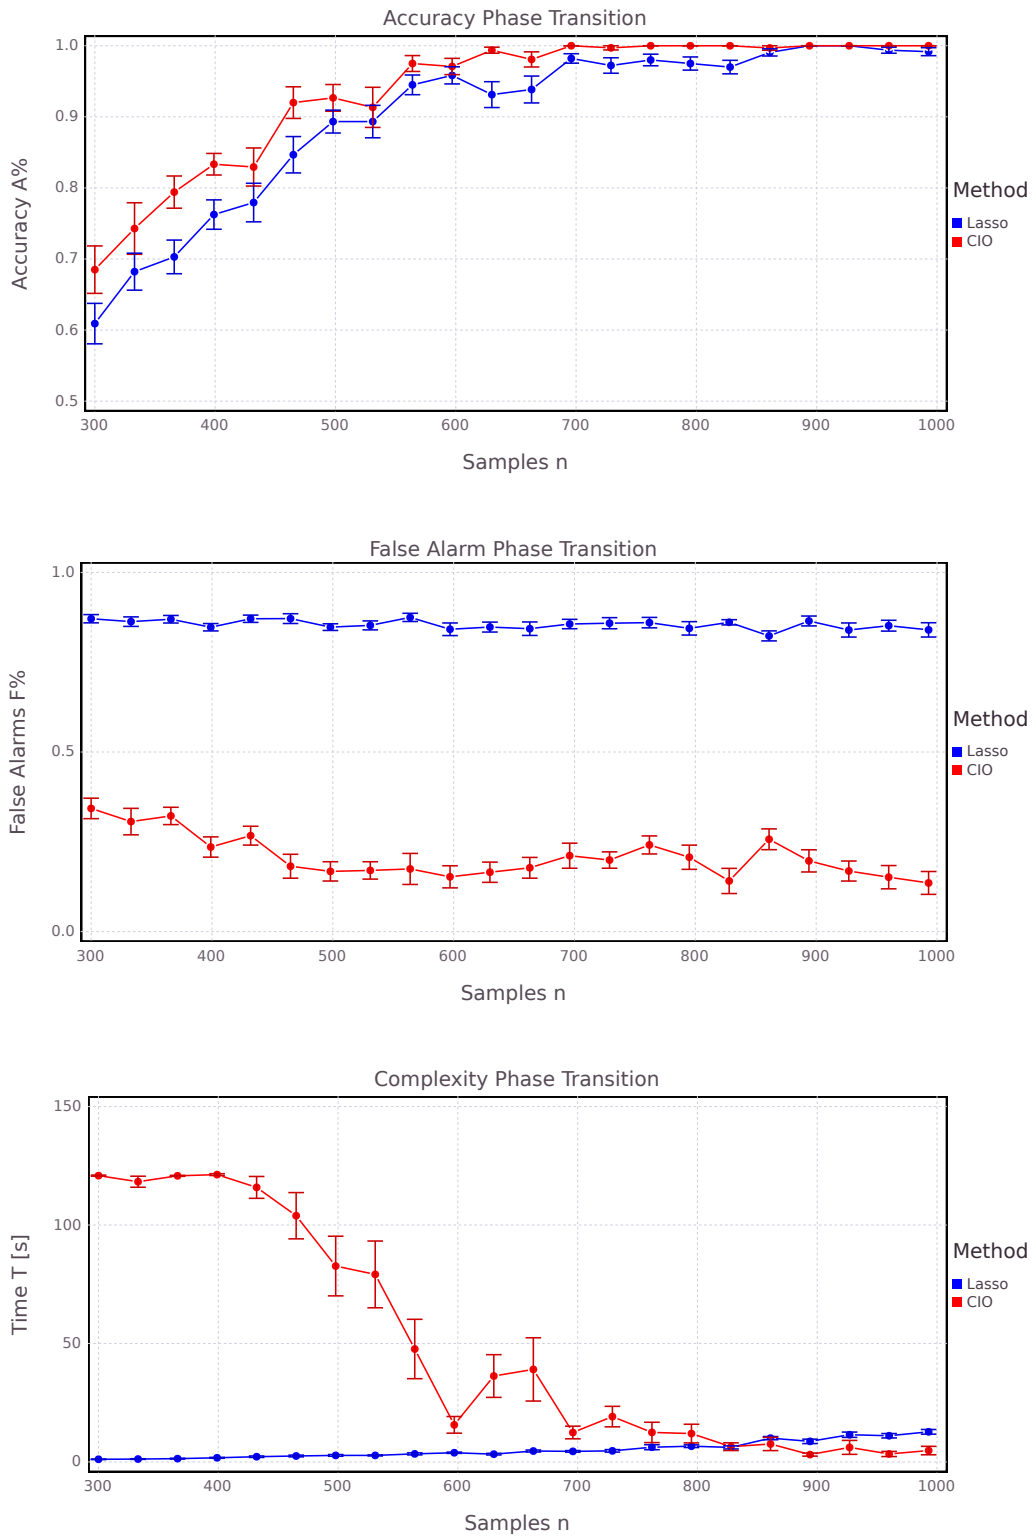 Accuracy Phase Transition
1.0
0.9
0.8
0.7
0.6
0.5
Accuracy A%
300 400 500 600 700 800 900 1000
Samples n
Method
Lasso
CIO
False Alarm Phase Transition
1.0
0.5
0.0
False Alarms F%
300 400 500 600 700 800 900 1000
Samples n
Method
Lasso
CIO
Complexity Phase Transition
150
100
50
0
Time T [s]
300 400 500 600 700 800 900 1000
Samples n
Method
Lasso
CIO